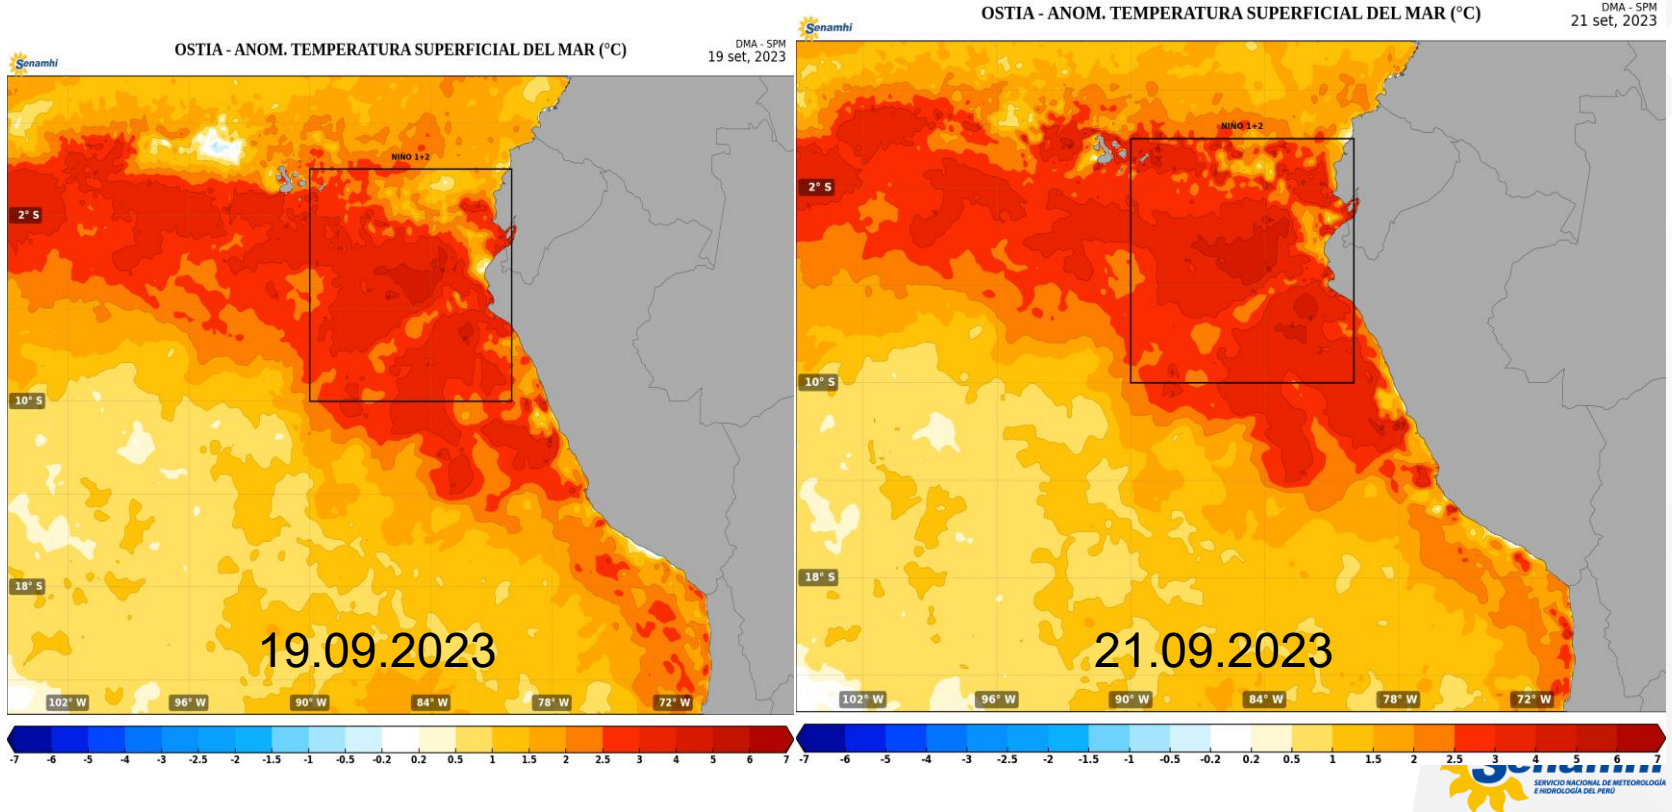 Senamhi
OSTIA - ANOM. TEMPERATURA SUPERFICIAL DEL MAR (°C)
DMA - SPM
19 set, 2023
NIÑO 1+2
2° S
10° S
18° S
19.09.2023
102° W 96° W 90° W 84° W 78° W 72° W
-7 -6 -5 -4 -3 -2.5 -2 -1.5 -1 -0.5 -0.2 0.2 0.5 1 1.5 2 2.5 3 4 5 6 7
Senamhi
OSTIA - ANOM. TEMPERATURA SUPERFICIAL DEL MAR (°C)
DMA - SPM
21 set, 2023
NIÑO 1+2
2° S
10° S
18° S
21.09.2023
102° W 96° W 90° W 84° W 78° W 72° W
-7 -6 -5 -4 -3 -2.5 -2 -1.5 -1 -0.5 -0.2 0.2 0.5 1 1.5 2 2.5 3 4 5 6 7
Senamhi
SERVICIO NACIONAL DE METEOROLOGÍA
E HIDROLOGÍA DEL PERÚ